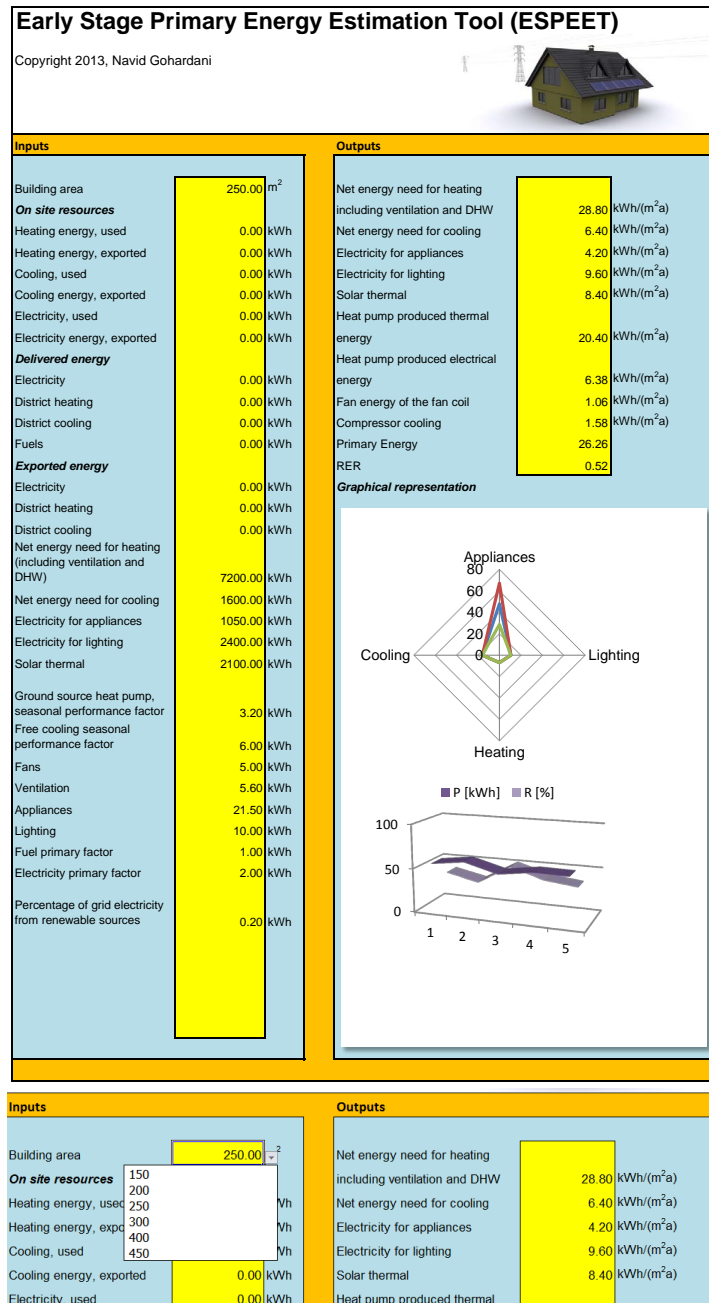 Early Stage Primary Energy Estimation Tool (ESPEET)
Copyright 2013, Navid Gohardani
Inputs
Building area 250.00 m²
On site resources
Heating energy, used 0.00 kWh
Heating energy, exported 0.00 kWh
Cooling, used 0.00 kWh
Cooling energy, exported 0.00 kWh
Electricity, used 0.00 kWh
Electricity energy, exported 0.00 kWh
Delivered energy
Electricity 0.00 kWh
District heating 0.00 kWh
District cooling 0.00 kWh
Fuels 0.00 kWh
Exported energy
Electricity 0.00 kWh
District heating 0.00 kWh
District cooling 0.00 kWh
Net energy need for heating
(including ventilation and
DHW) 7200.00 kWh
Net energy need for cooling 1600.00 kWh
Electricity for appliances 1050.00 kWh
Electricity for lighting 2400.00 kWh
Solar thermal 2100.00 kWh
Ground source heat pump,
seasonal performance factor 3.20 kWh
Free cooling seasonal
performance factor 6.00 kWh
Fans 5.00 kWh
Ventilation 5.60 kWh
Appliances 21.50 kWh
Lighting 10.00 kWh
Fuel primary factor 1.00 kWh
Electricity primary factor 2.00 kWh
Percentage of grid electricity
from renewable sources 0.20 kWh
Outputs
Net energy need for heating
including ventilation and DHW 28.80 kWh/(m²a)
Net energy need for cooling 6.40 kWh/(m²a)
Electricity for appliances 4.20 kWh/(m²a)
Electricity for lighting 9.60 kWh/(m²a)
Solar thermal 8.40 kWh/(m²a)
Heat pump produced thermal
energy 20.40 kWh/(m²a)
Heat pump produced electrical
energy 6.38 kWh/(m²a)
Fan energy of the fan coil 1.06 kWh/(m²a)
Compressor cooling 1.58 kWh/(m²a)
Primary Energy 26.26
RER 0.52
Graphical representation
Appliances
80
60
40
20
Cooling 0 Lighting
Heating
P [kWh] R [%]
100
50
0
1 2 3 4 5
Inputs
Building area 250.00 2
On site resources
150
200
250
300
400
450
Heating energy, used Wh
Heating energy, expo Wh
Cooling, used Wh
Cooling energy, exported 0.00 kWh
Electricity, used 0.00 kWh
Outputs
Net energy need for heating
including ventilation and DHW 28.80 kWh/(m²a)
Net energy need for cooling 6.40 kWh/(m²a)
Electricity for appliances 4.20 kWh/(m²a)
Electricity for lighting 9.60 kWh/(m²a)
Solar thermal 8.40 kWh/(m²a)
Heat pump produced thermal